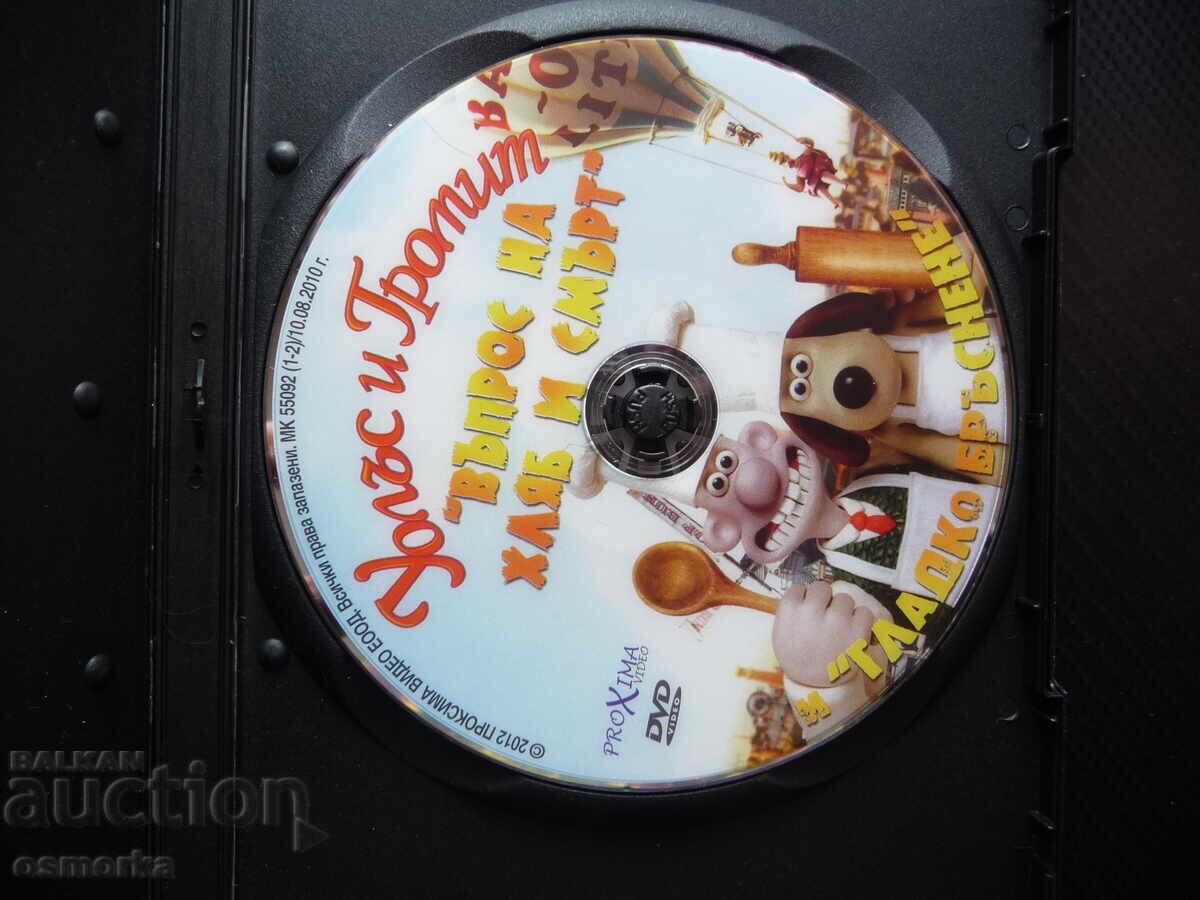 Уолъс и Громит
"ВЪПРОС НА
ХЛЯБ И СМЪРТ"
и "ГЛАДКО БРЪСНЕНЕ"
PROXIMA
VIDEO
DVD
VIDEO
©2012 ПРОКСИМА ВИДЕО ЕООД. Всички права запазени. МК 55092 (1-2)/10.08.2010 г.
BALKAN
auction
osmorka